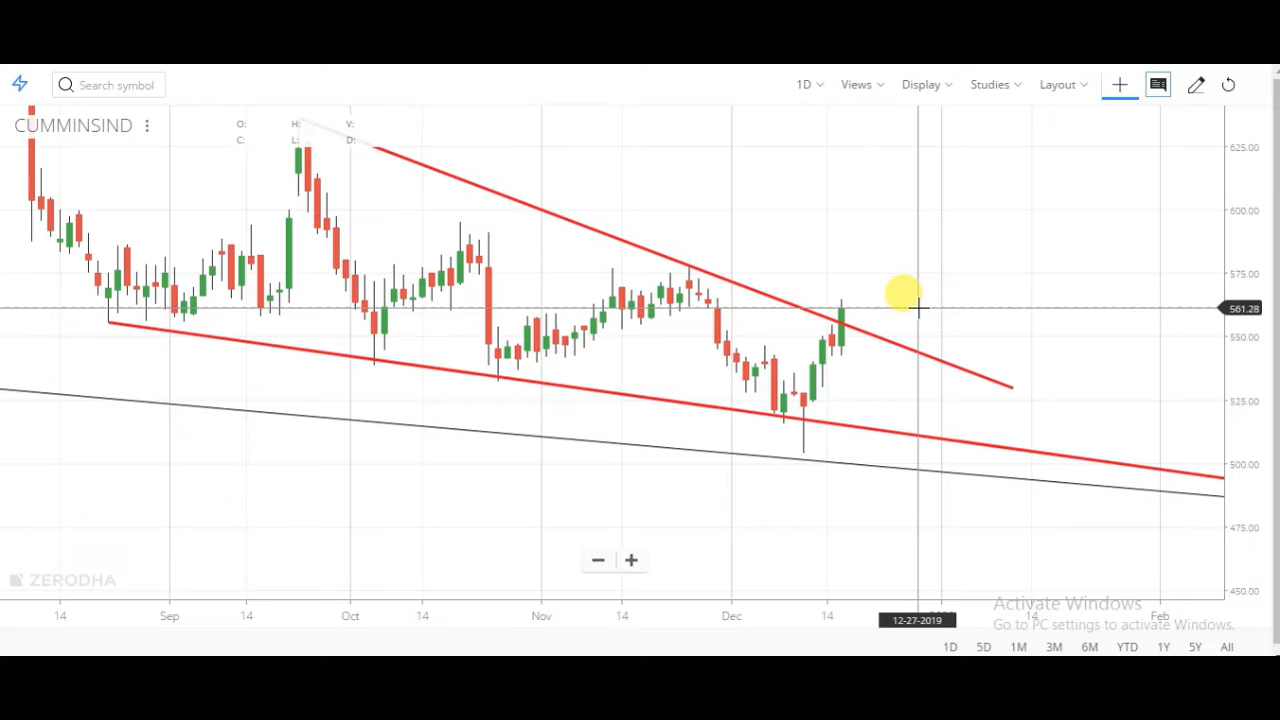 Search symbol
1D Views Display Studies Layout
CUMMINSIND
O: H: V:
C: L: D:
625.00
600.00
575.00
561.28
550.00
525.00
500.00
475.00
450.00
ZERODHA
14 Sep 14 Oct 14 Nov 14 Dec 14 14 Feb
12-27-2019
Activate Windows
Go to PC settings to activate Windows.
1D 5D 1M 3M 6M YTD 1Y 5Y All